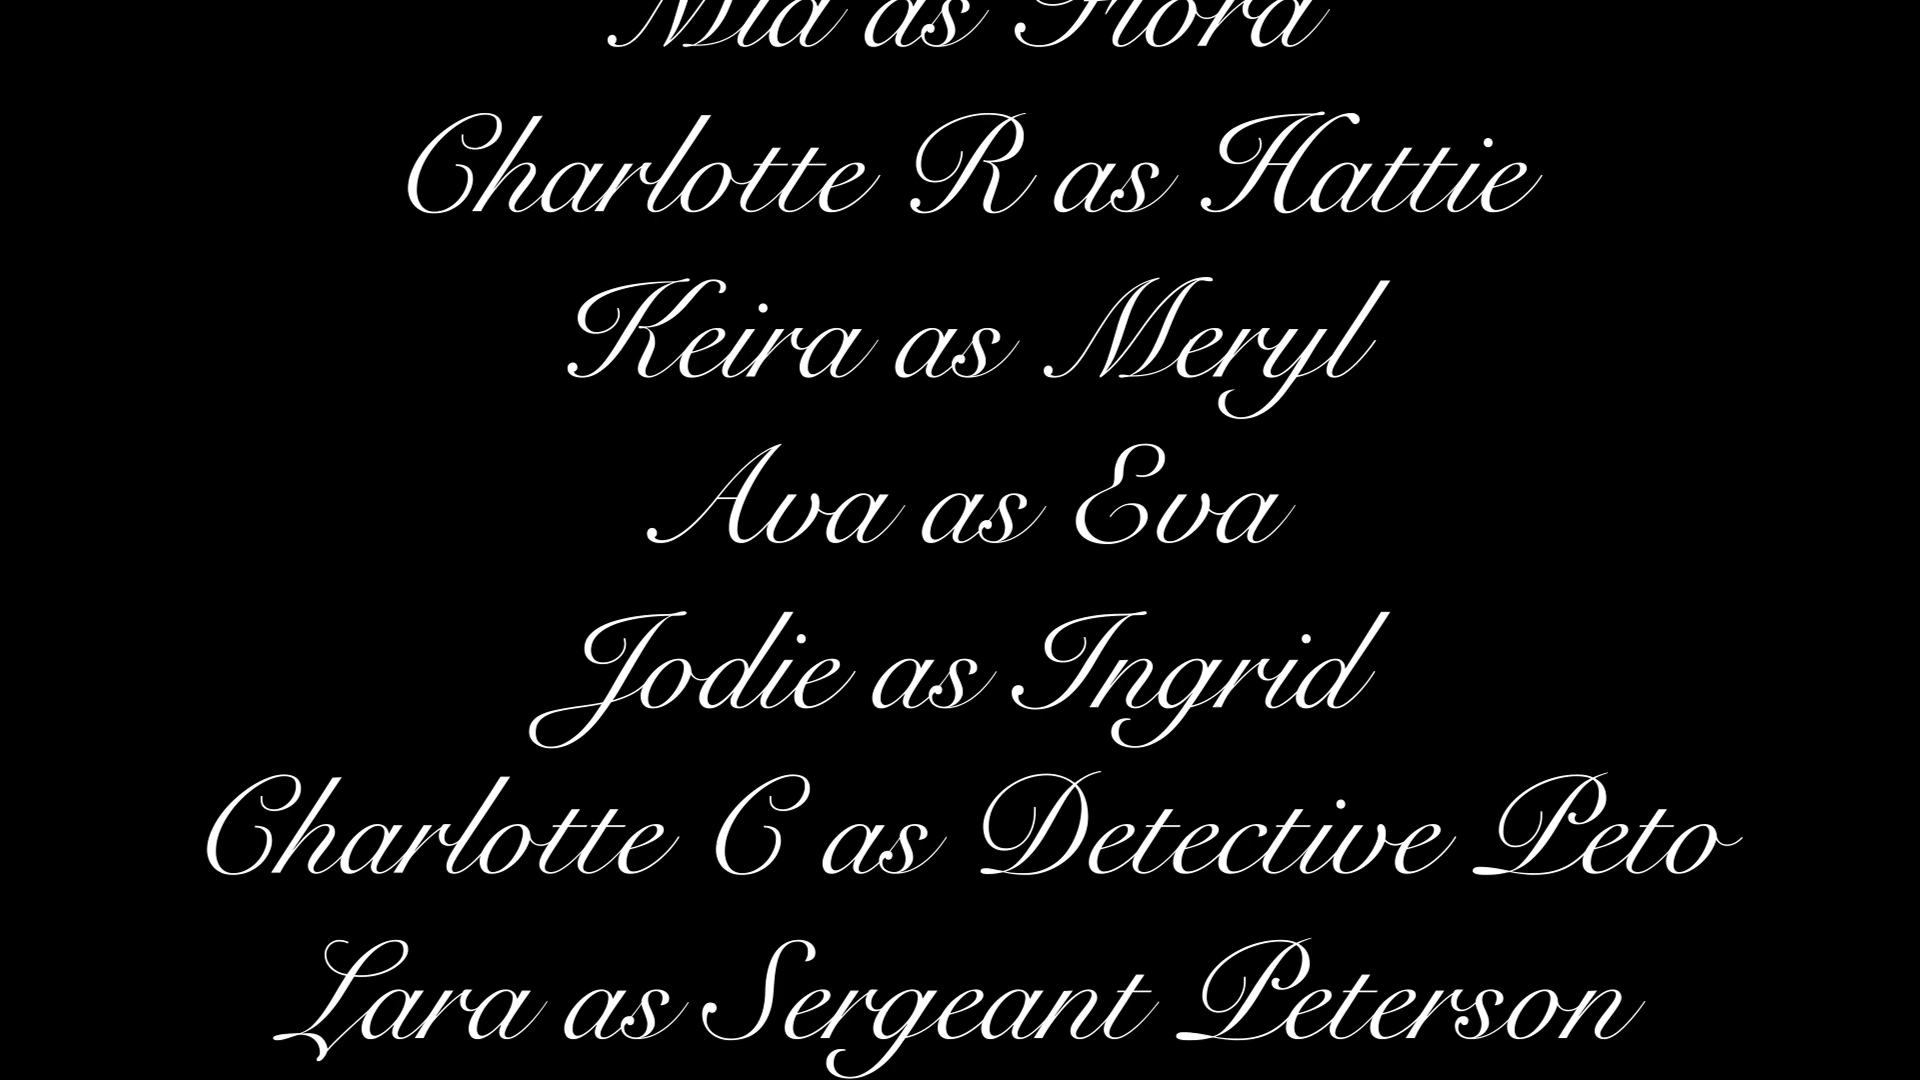 Mia as Flora
Charlotte R as Hattie
Keira as Meryl
Ava as Eva
Jodie as Ingrid
Charlotte C as Detective Peto
Lara as Sergeant Peterson